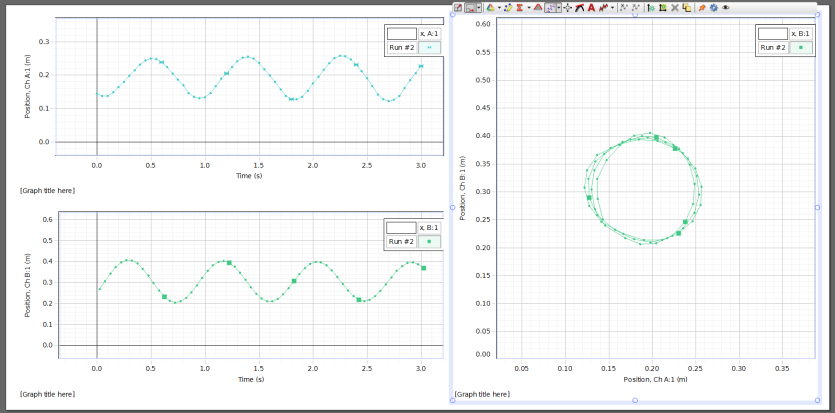 x, A:1
Run #2
Position, Ch A:1 (m)
0.3
0.2
0.1
0.0
0.0 0.5 1.0 1.5 2.0 2.5 3.0
Time (s)
[Graph title here]
x, B:1
Run #2
Position, Ch B:1 (m)
0.6
0.5
0.4
0.3
0.2
0.1
0.0
0.0 0.5 1.0 1.5 2.0 2.5 3.0
Time (s)
[Graph title here]
x, B:1
Run #2
Position, Ch B:1 (m)
0.60
0.55
0.50
0.45
0.40
0.35
0.30
0.25
0.20
0.15
0.10
0.05
0.00
0.05 0.10 0.15 0.20 0.25 0.30 0.35
Position, Ch A:1 (m)
[Graph title here]